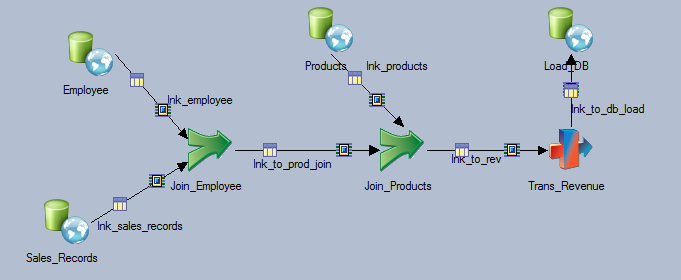 Products
lnk_products
Load_DB
Employee
lnk_employee
lnk_to_db_load
lnk_to_prod_join
lnk_to_rev
Join_Employee
Join_Products
Trans_Revenue
lnk_sales_records
Sales_Records